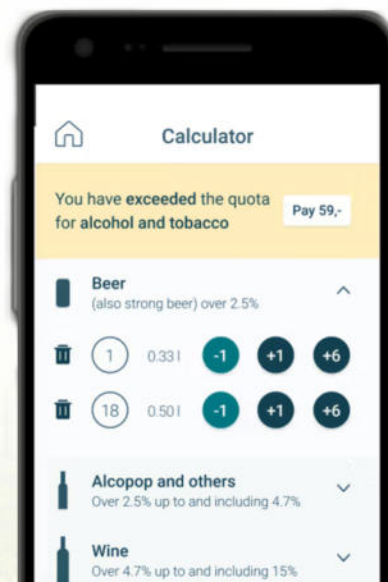 Calculator
You have exceeded the quota
for alcohol and tobacco
Pay 59,-
Beer
(also strong beer) over 2.5%
1 0.33 l -1 +1 +6
18 0.50 l -1 +1 +6
Alcopop and others
Over 2.5% up to and including 4.7%
Wine
Over 4.7% up to and including 15%